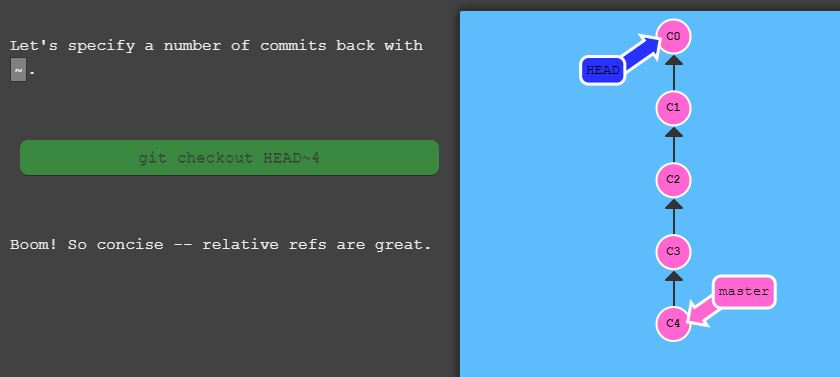 Let's specify a number of commits back with
~.
git checkout HEAD~4
Boom! So concise -- relative refs are great.
C0
HEAD
C1
C2
C3
master
C4